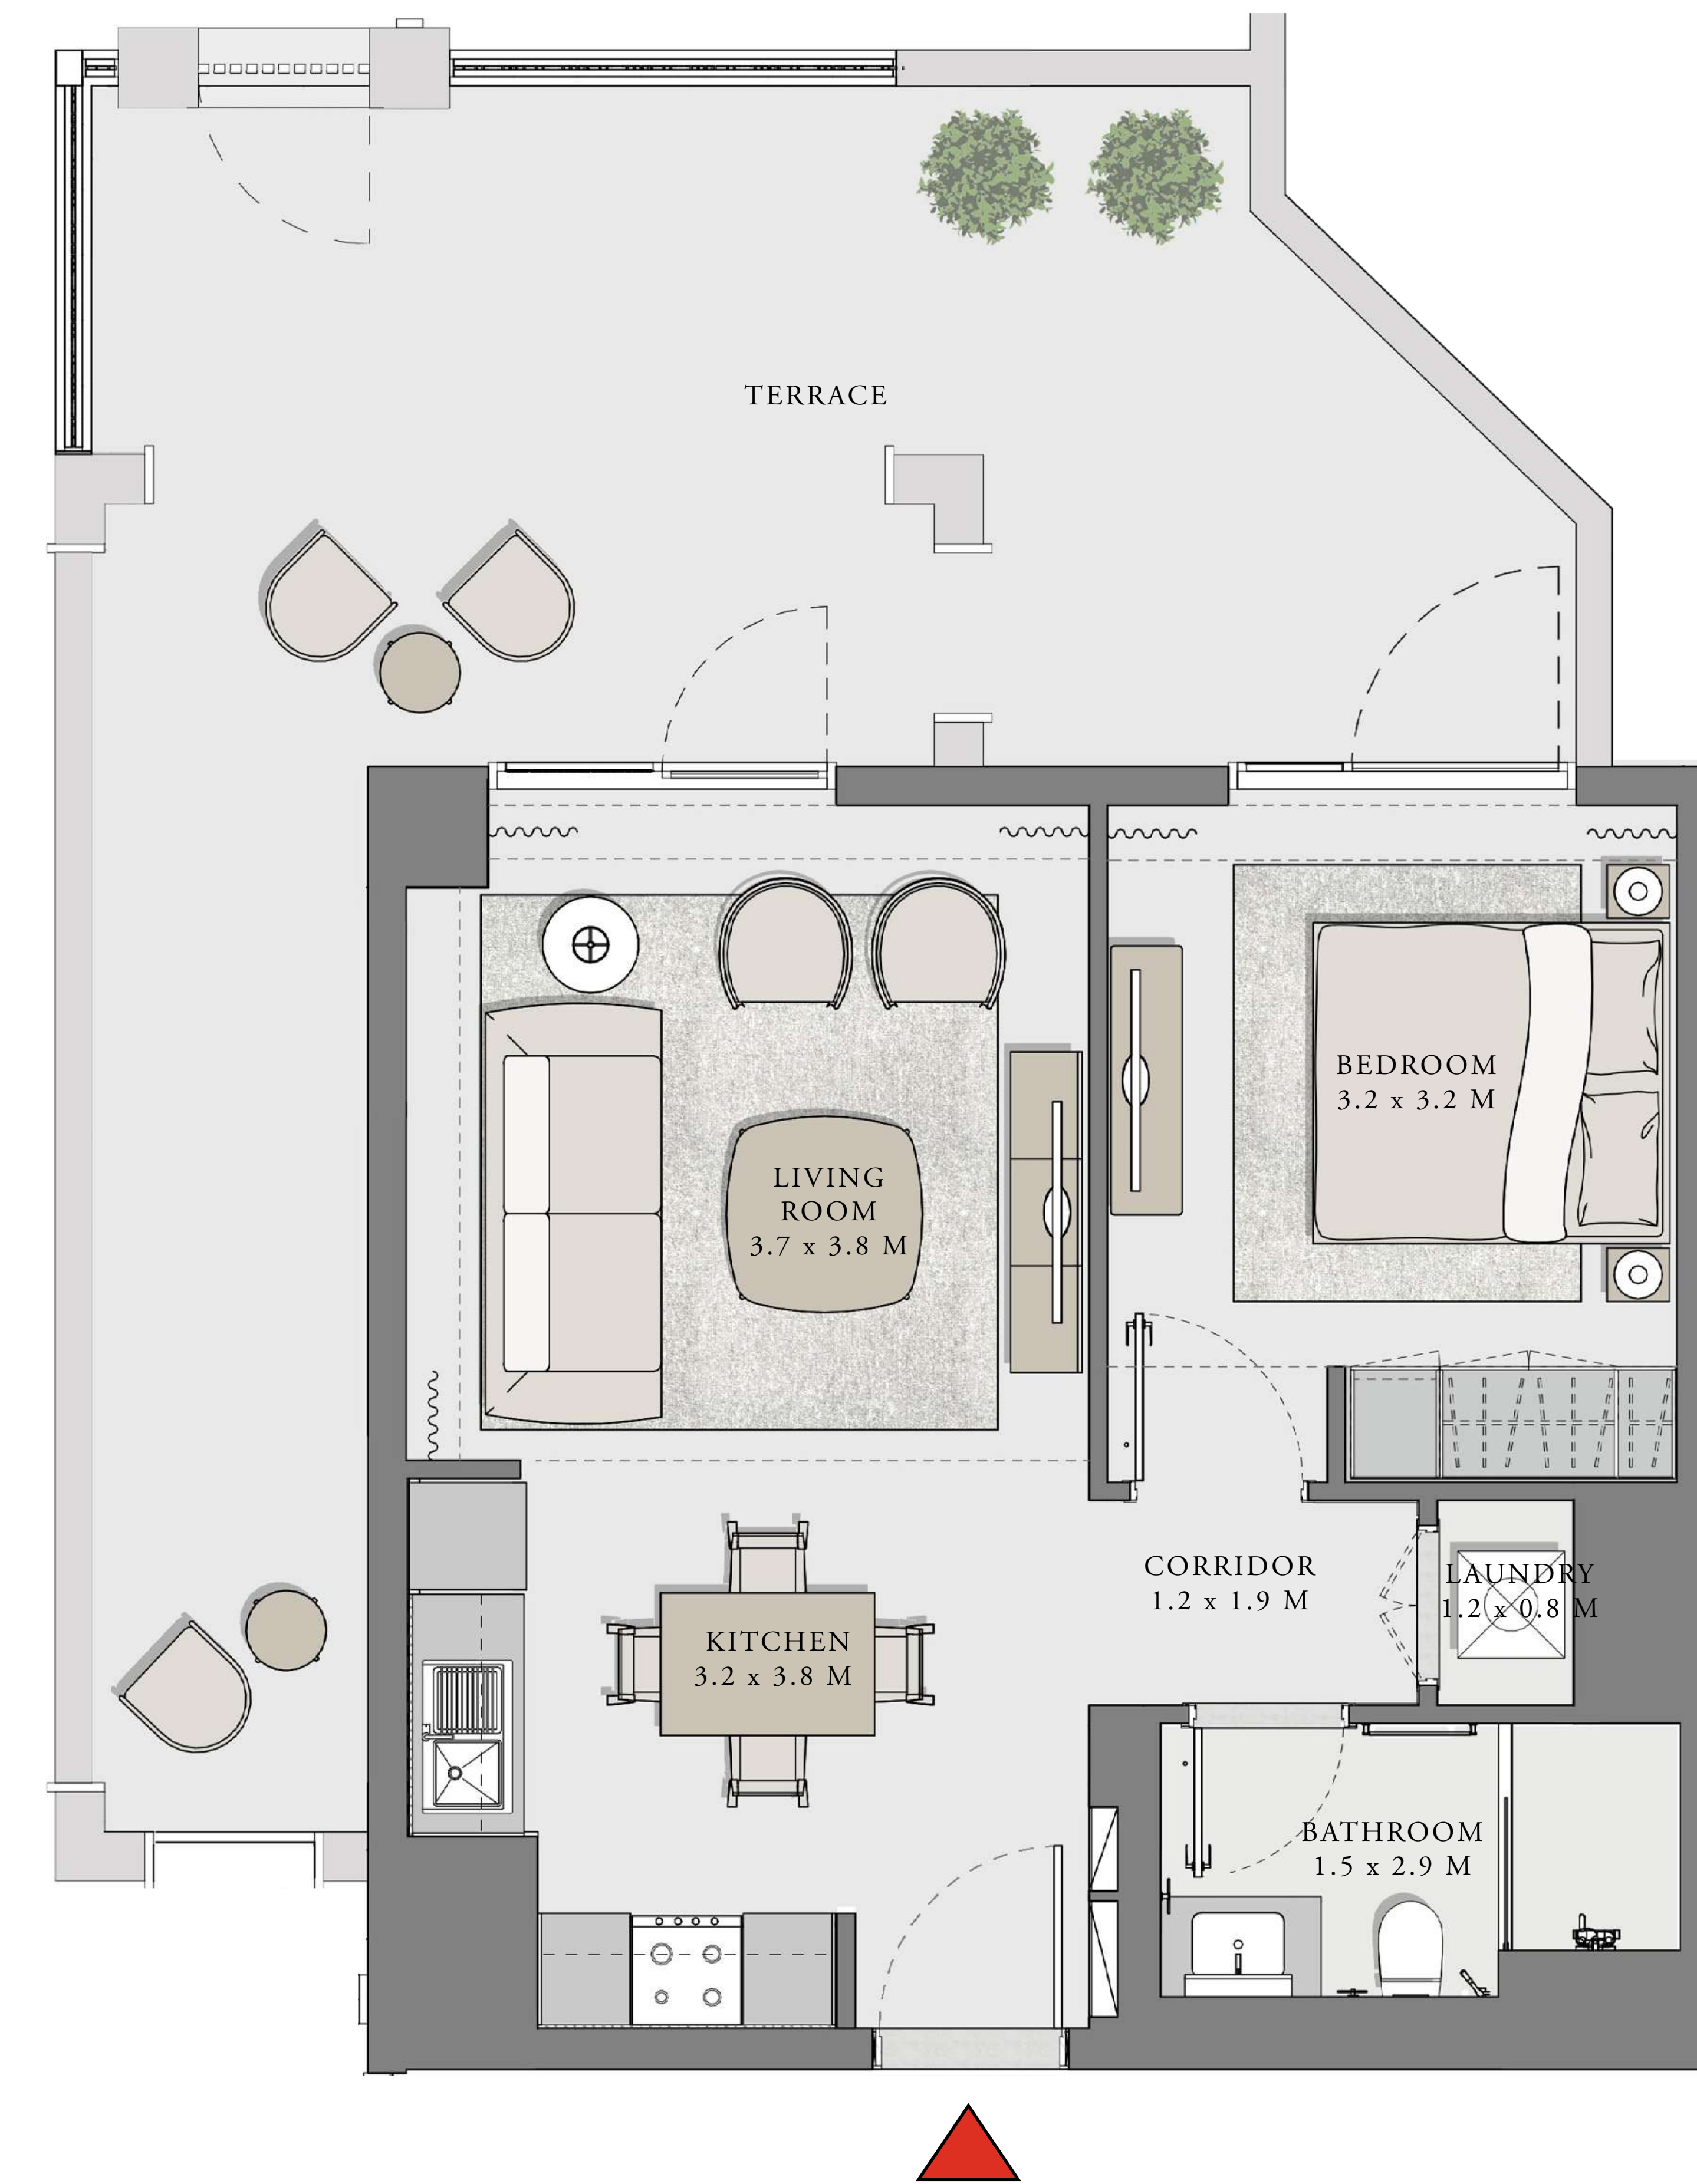 TERRACE
BEDROOM
3.2 x 3.2 M
LIVING
ROOM
3.7 x 3.8 M
CORRIDOR
1.2 x 1.9 M
LAUNDRY
1.2 x 0.8 M
KITCHEN
3.2 x 3.8 M
BATHROOM
1.5 x 2.9 M